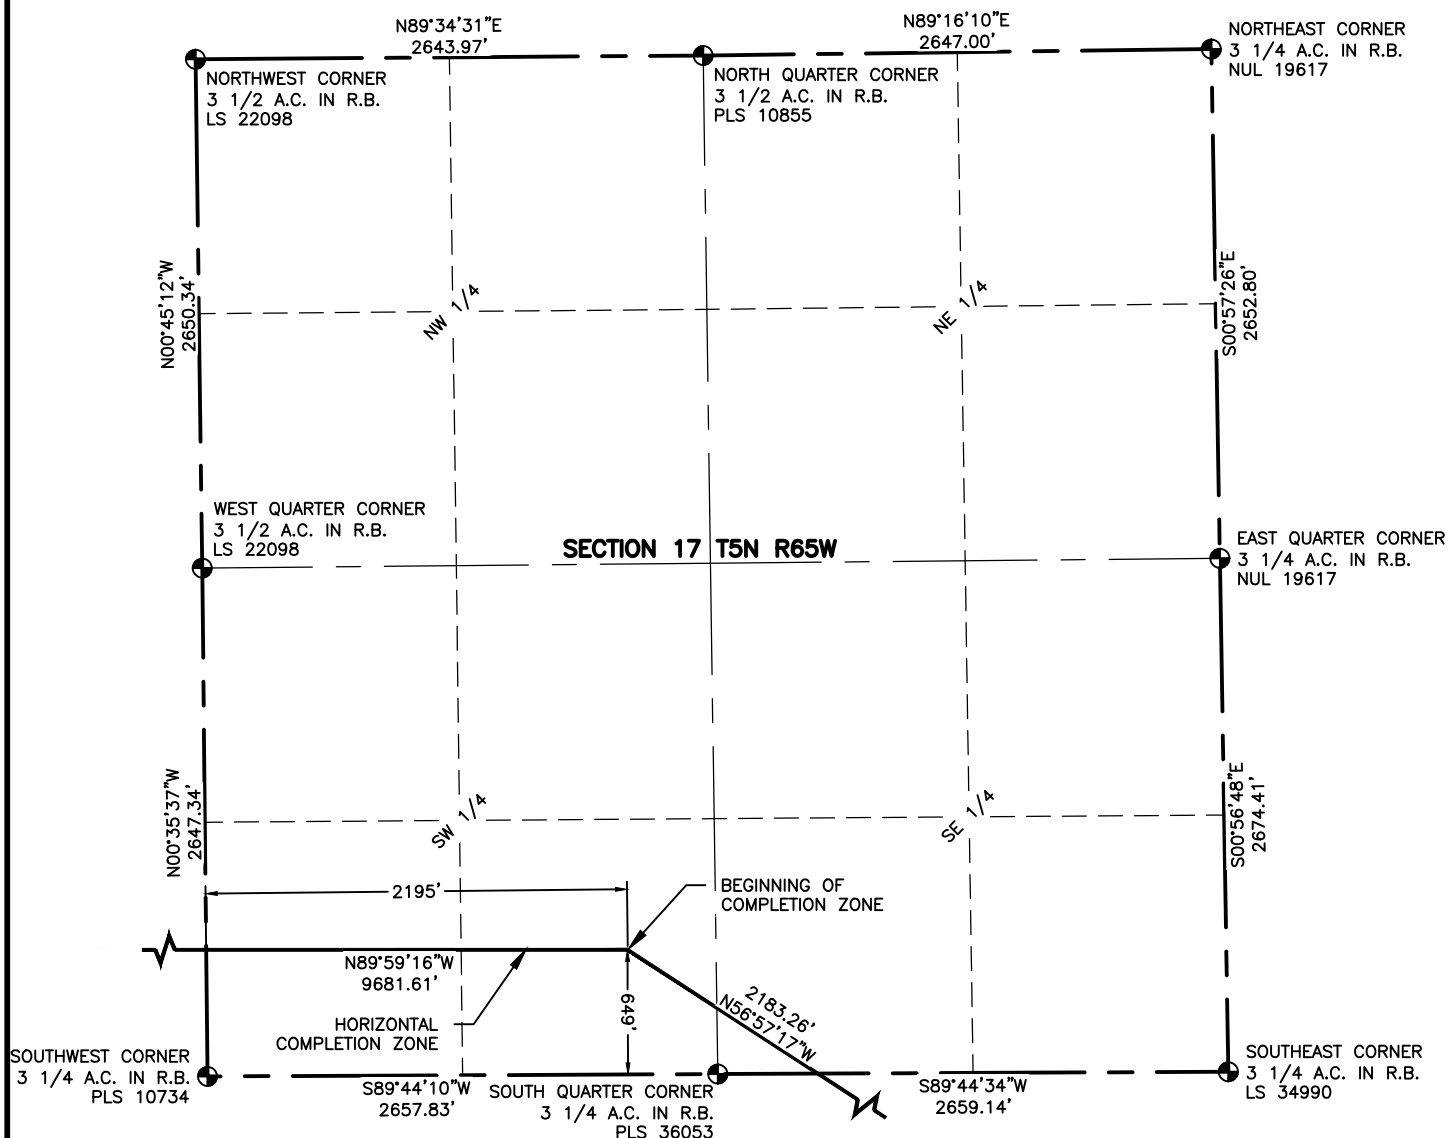 N89°34'31"E
2643.97'
N89°16'10"E
2647.00'
NORTHEAST CORNER
3 1/4 A.C. IN R.B.
NUL 19617
NORTHWEST CORNER
3 1/2 A.C. IN R.B.
LS 22098
NORTH QUARTER CORNER
3 1/2 A.C. IN R.B.
PLS 10855
N00°45'12"W
2650.34'
NW 1/4
NE 1/4
S00°57'26"E
2652.80'
WEST QUARTER CORNER
3 1/2 A.C. IN R.B.
LS 22098
SECTION 17 T5N R65W
EAST QUARTER CORNER
3 1/4 A.C. IN R.B.
NUL 19617
N00°35'37"W
2647.34'
SW 1/4
SE 1/4
S00°56'48"E
2674.41'
2195'
BEGINNING OF
COMPLETION ZONE
N89°59'16"W
9681.61'
649'
2183.26'
N56°57'17"W
HORIZONTAL
COMPLETION ZONE
SOUTHWEST CORNER
3 1/4 A.C. IN R.B.
PLS 10734
S89°44'10"W
2657.83'
SOUTH QUARTER CORNER
3 1/4 A.C. IN R.B.
PLS 36053
S89°44'34"W
2659.14'
SOUTHEAST CORNER
3 1/4 A.C. IN R.B.
LS 34990